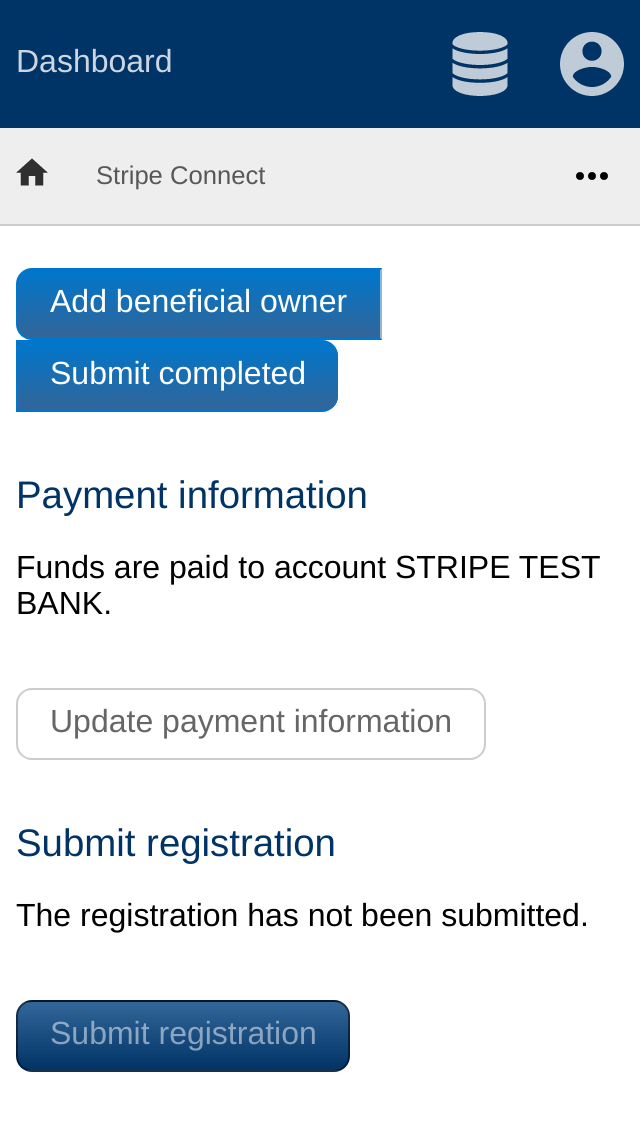 Dashboard
Stripe Connect
Add beneficial owner
Submit completed
Payment information
Funds are paid to account STRIPE TEST
BANK.
Update payment information
Submit registration
The registration has not been submitted.
Submit registration